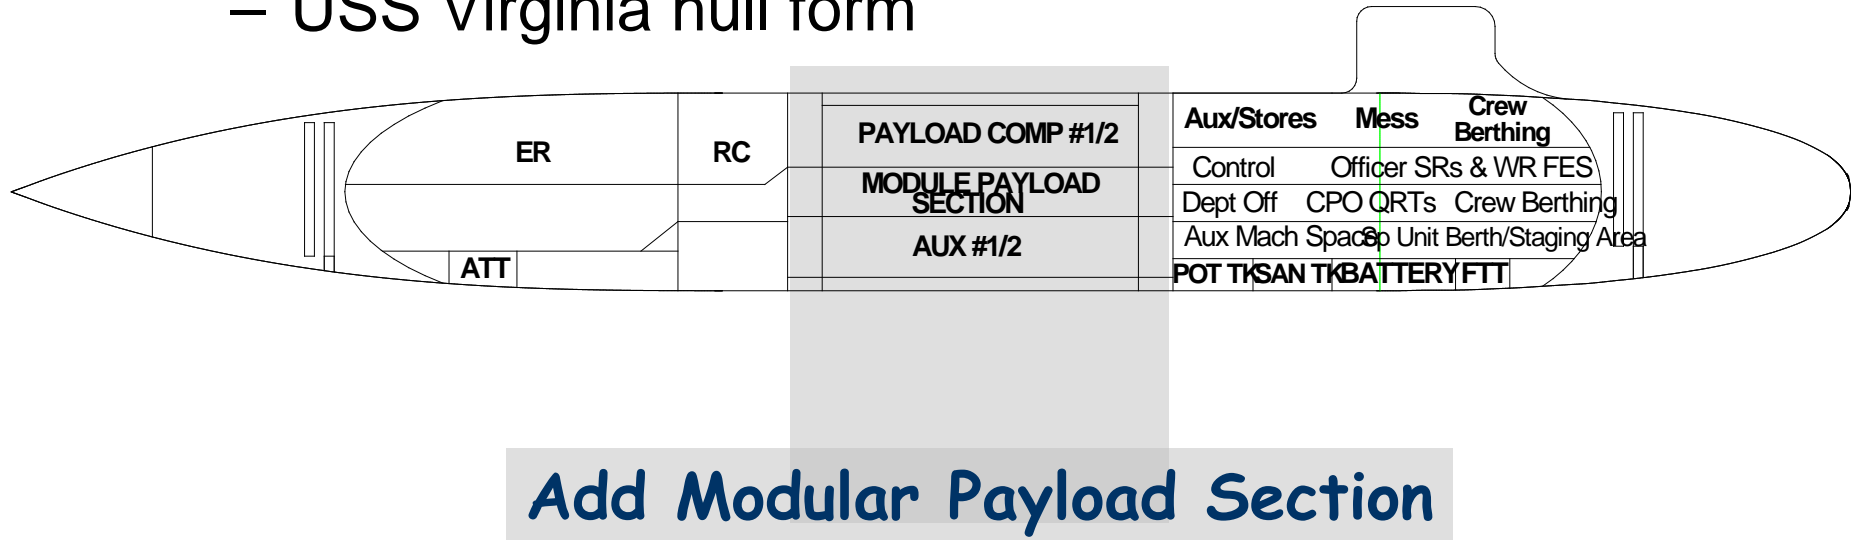 – USS Virginia hull form
ER
RC
ATT
PAYLOAD COMP #1/2
MODULE PAYLOAD
SECTION
AUX #1/2
Aux/Stores Mess Crew
Berthing
Control Officer SRs & WR FES
Dept Off CPO QRTs Crew Berthing
Aux Mach Space Sp Unit Berth/Staging Area
POT TK SAN TK BATTERY FTT
Add Modular Payload Section